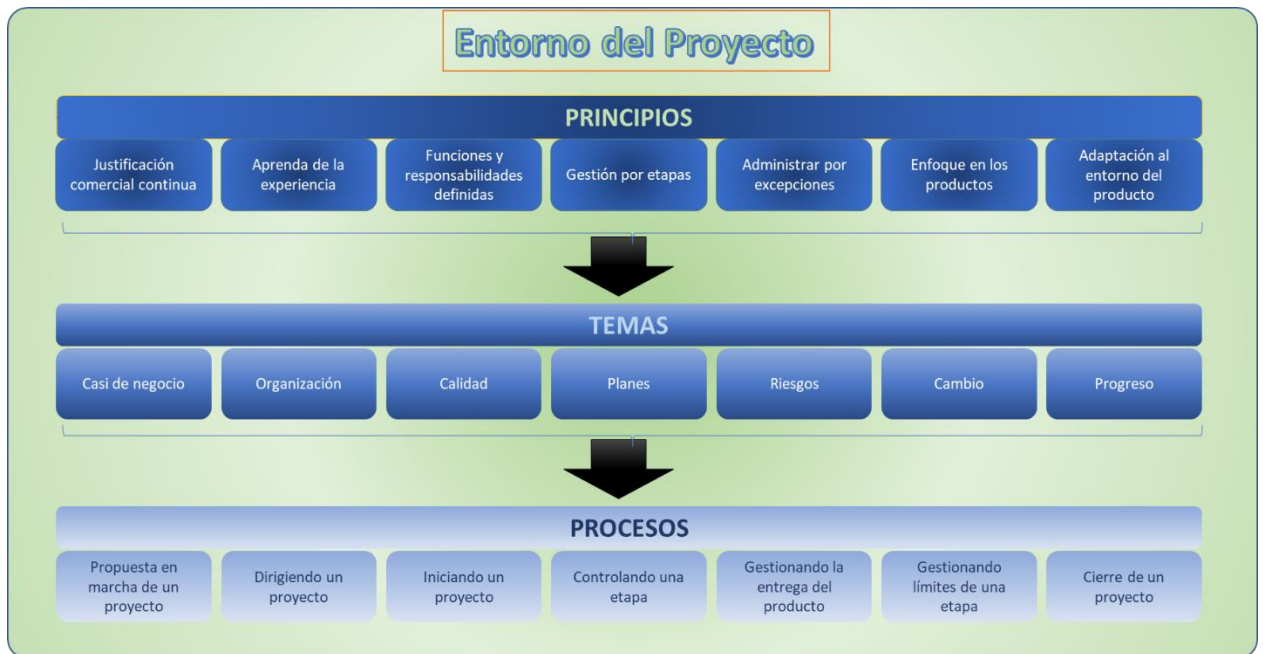 Entorno del Proyecto
PRINCIPIOS
Justificación
comercial continua
Aprenda de la
experiencia
Funciones y
responsabilidades
definidas
Gestión por etapas
Administrar por
excepciones
Enfoque en los
productos
Adaptación al
entorno del
producto
TEMAS
Casi de negocio
Organización
Calidad
Planes
Riesgos
Cambio
Progreso
PROCESOS
Propuesta en
marcha de un
proyecto
Dirigiendo un
proyecto
Iniciando un
proyecto
Controlando una
etapa
Gestionando la
entrega del
producto
Gestionando
límites de una
etapa
Cierre de un
proyecto